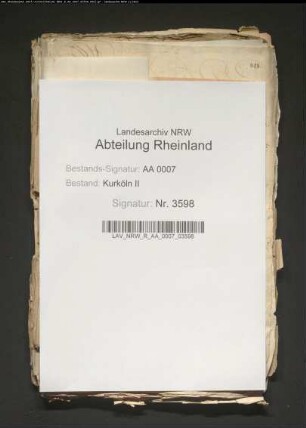 Landesarchiv NRW
Abteilung Rheinland
Bestands-Signatur: AA 0007
Bestand: Kurköln II
Signatur: Nr. 3598
LAV_NRW_R_AA_0007_03598